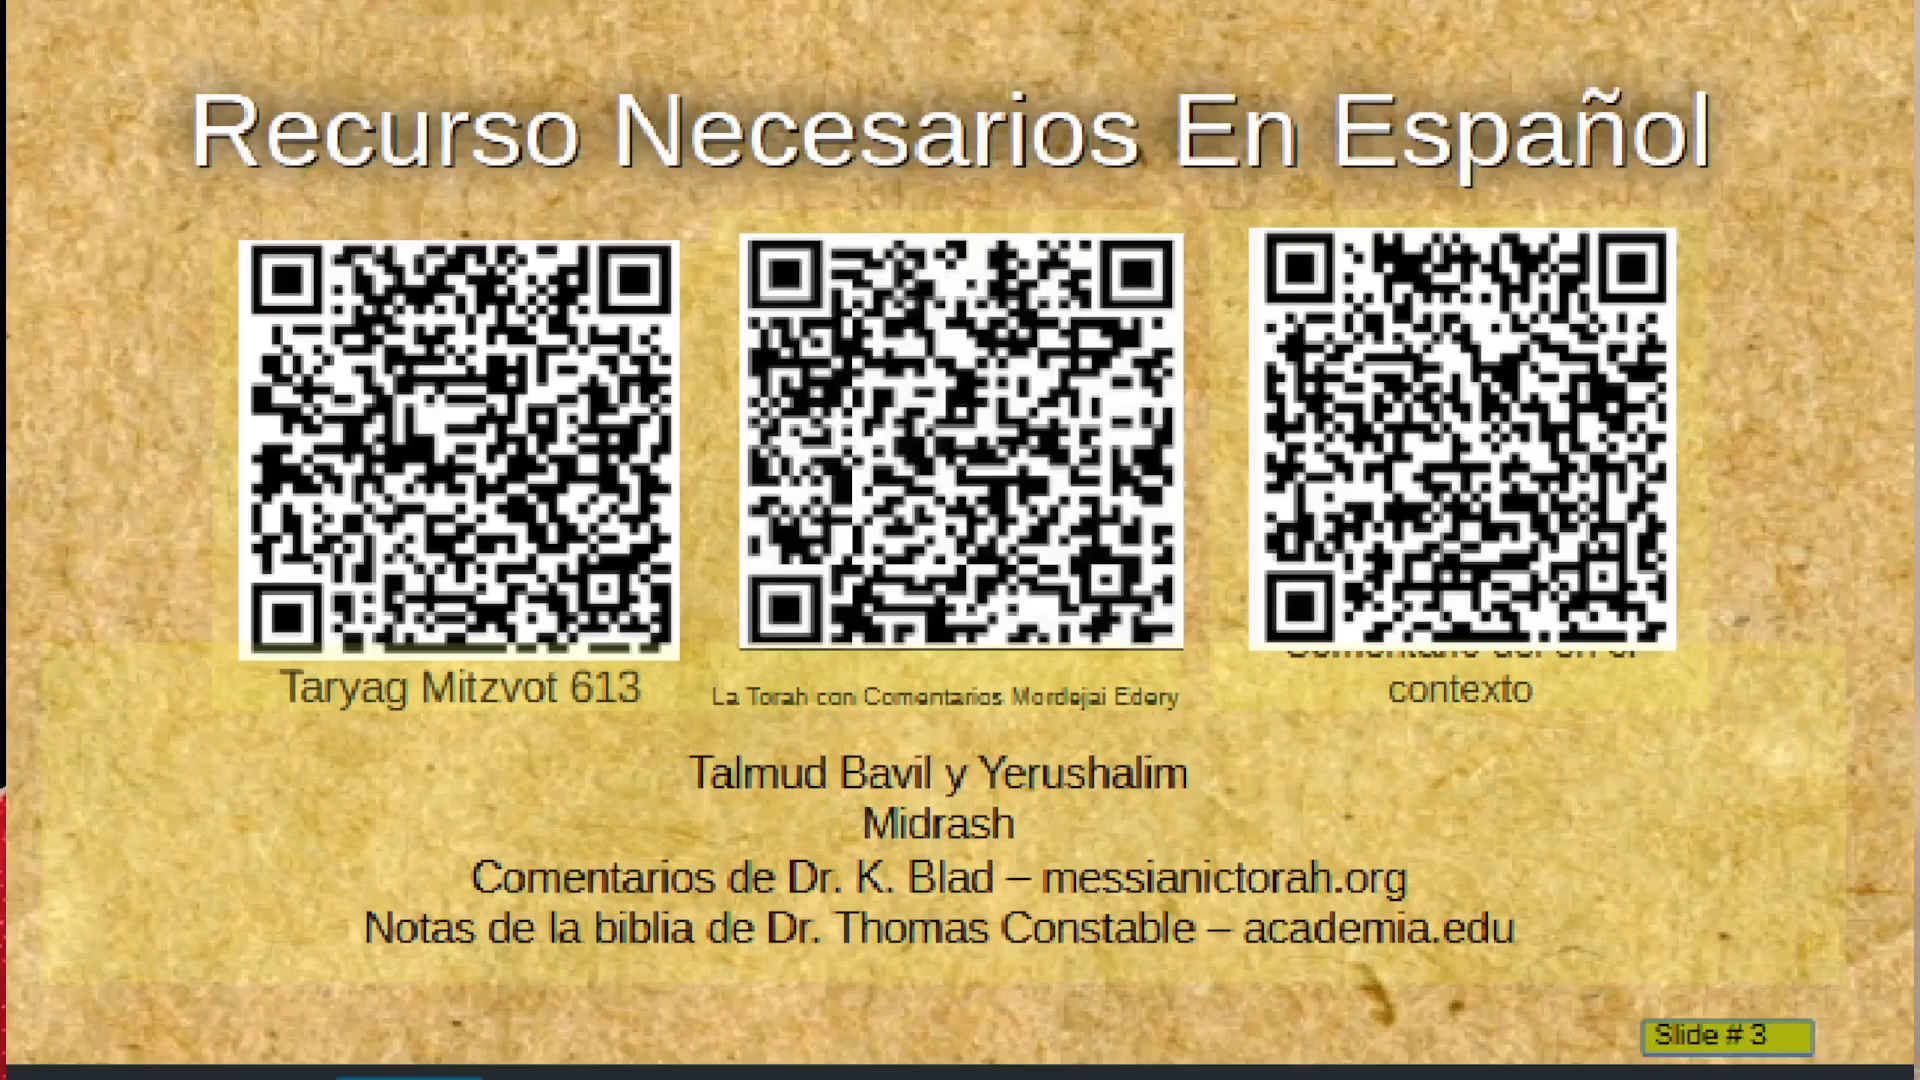 Recurso Necesarios En Español
Taryag Mitzvot 613
La Torah con Comentarios Mordejai Edery
contexto
Talmud Bavil y Yerushalim
Midrash
Comentarios de Dr. K. Blad – messianictorah.org
Notas de la biblia de Dr. Thomas Constable – academia.edu
Slide # 3